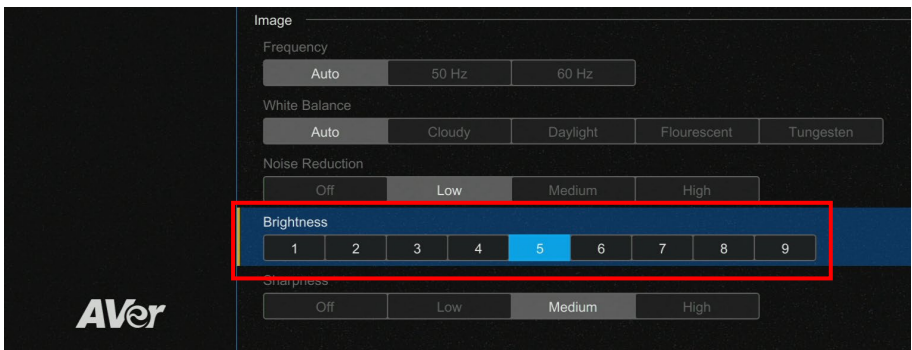 Image
Frequency
Auto 50 Hz 60 Hz
White Balance
Auto Cloudy Daylight Flourescent Tungesten
Noise Reduction
Off Low Medium High
Brightness
1 2 3 4 5 6 7 8 9
Sharpness
Off Low Medium High
AVer